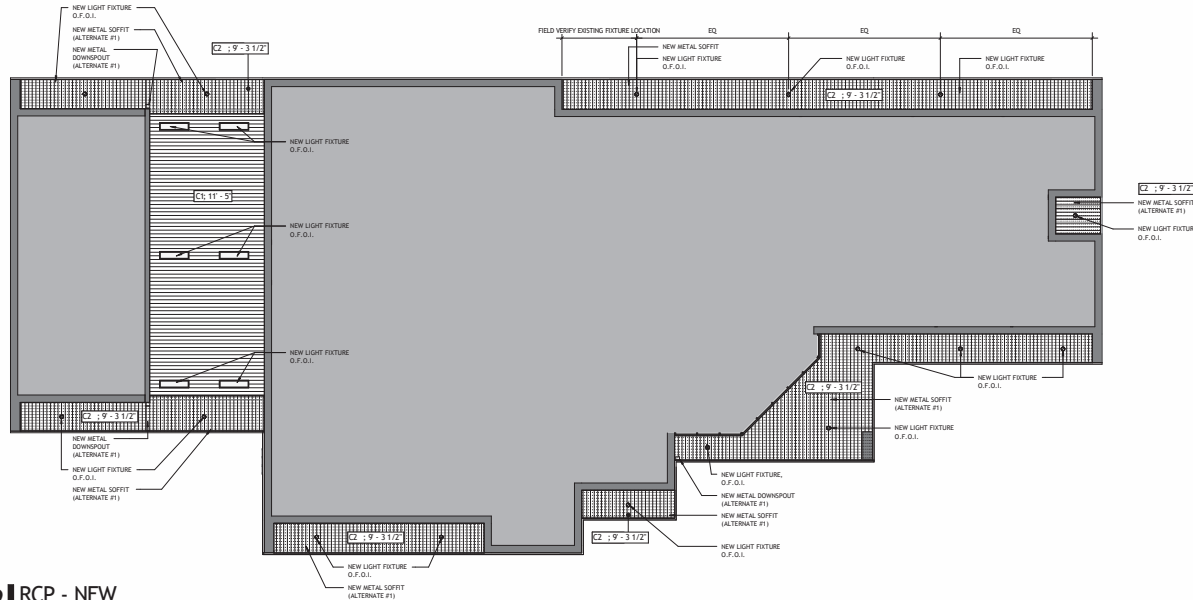 NEW LIGHT FIXTURE
O.F.O.I.
NEW METAL SOFFIT
(ALTERNATE #1)
NEW METAL
DOWNSPOUT
(ALTERNATE #1)
C2 ; 9' - 3 1/2"
FIELD VERIFY EXISTING FIXTURE LOCATION
EQ
EQ
EQ
NEW METAL SOFFIT
NEW LIGHT FIXTURE
O.F.O.I.
NEW LIGHT FIXTURE
O.F.O.I.
NEW LIGHT FIXTURE
O.F.O.I.
C2 ; 9' - 3 1/2"
NEW LIGHT FIXTURE
O.F.O.I.
C1; 11' - 5"
C2 ; 9' - 3 1/2"
NEW METAL SOFFIT
(ALTERNATE #1)
NEW LIGHT FIXTURE
O.F.O.I.
NEW LIGHT FIXTURE
O.F.O.I.
NEW LIGHT FIXTURE
O.F.O.I.
NEW LIGHT FIXTURE
O.F.O.I.
C2 ; 9' - 3 1/2"
NEW METAL SOFFIT
(ALTERNATE #1)
NEW LIGHT FIXTURE
O.F.O.I.
C2 ; 9' - 3 1/2"
NEW METAL
DOWNSPOUT
(ALTERNATE #1)
NEW LIGHT FIXTURE
O.F.O.I.
NEW METAL SOFFIT
(ALTERNATE #1)
NEW LIGHT FIXTURE,
O.F.O.I.
NEW METAL DOWNSPOUT
(ALTERNATE #1)
NEW METAL SOFFIT
(ALTERNATE #1)
C2 ; 9' - 3 1/2"
C2 ; 9' - 3 1/2"
NEW LIGHT FIXTURE
O.F.O.I.
NEW LIGHT FIXTURE
O.F.O.I.
NEW METAL SOFFIT
(ALTERNATE #1)
RCP - NEW